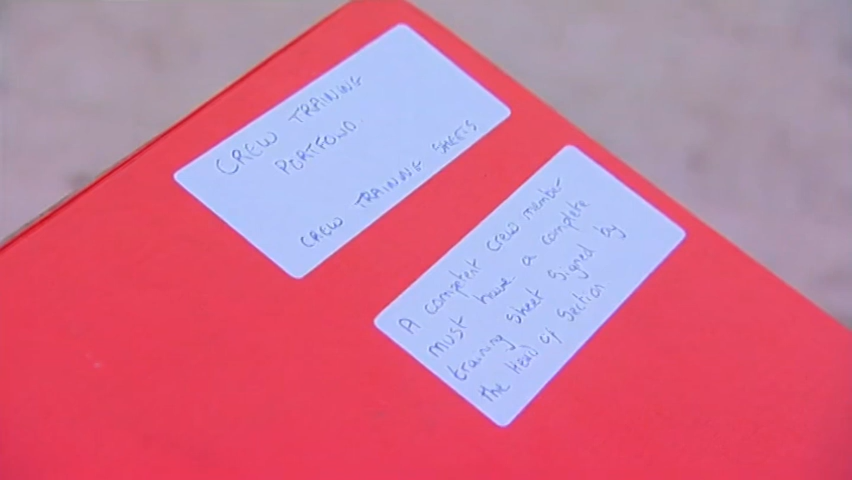 CREW TRAINING
PORTFOLIO.
CREW TRAINING SHEETS
A competent crew membe-
must have a complete
training sheet signed by
the Head of Section